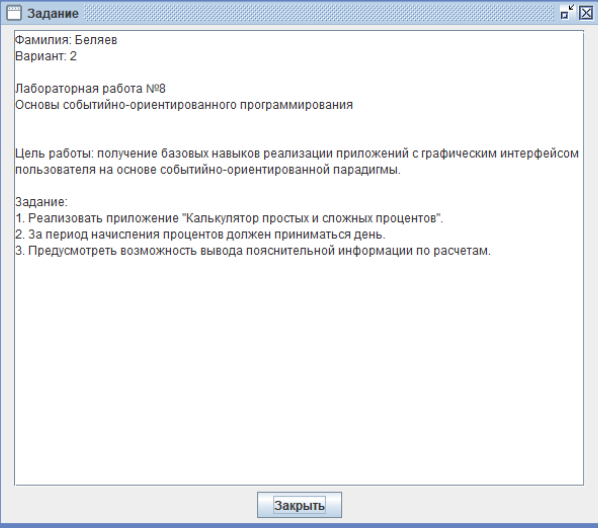 Задание
Фамилия: Беляев
Вариант: 2
Лабораторная работа №8
Основы событийно-ориентированного программирования
Цель работы: получение базовых навыков реализации приложений с графическим интерфейсом
пользователя на основе событийно-ориентированной парадигмы.
Задание:
1. Реализовать приложение "Калькулятор простых и сложных процентов".
2. За период начисления процентов должен приниматься день.
3. Предусмотреть возможность вывода пояснительной информации по расчетам.
Закрыть